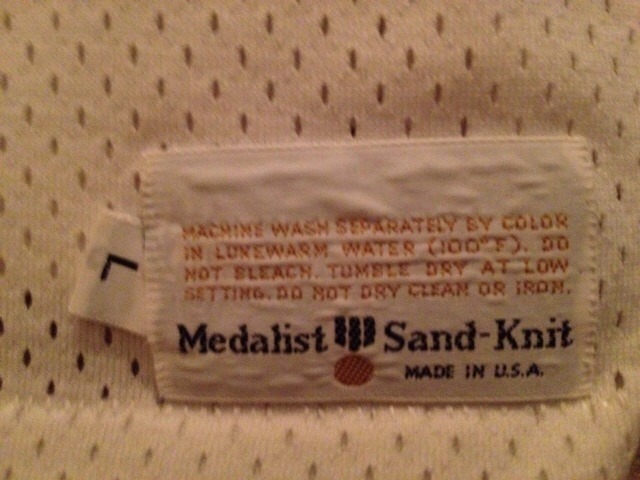 MACHINE WASH SEPARATELY BY COLOR
IN LUKEWARM WATER (100°F). DO
NOT BLEACH. TUMBLE DRY AT LOW
SETTING. DO NOT DRY CLEAN OR IRON.
L
Medalist Sand-Knit
MADE IN U.S.A.